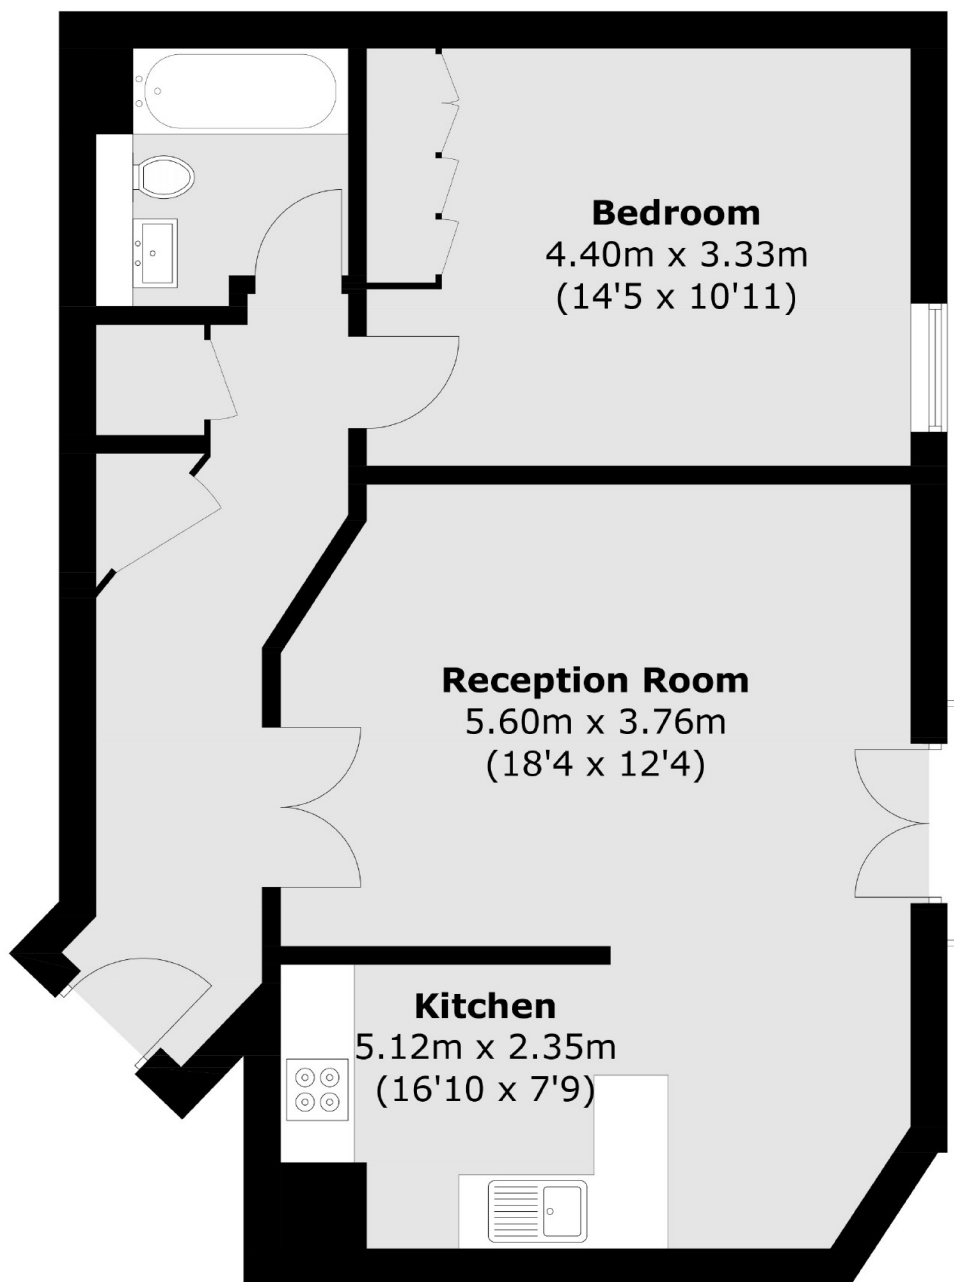 Bedroom
4.40m x 3.33m
(14'5 x 10'11)
Reception Room
5.60m x 3.76m
(18'4 x 12'4)
Kitchen
5.12m x 2.35m
(16'10 x 7'9)